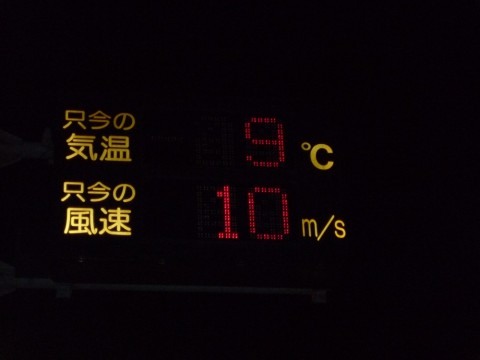 只今の
気温 9 ℃
只今の
風速 10 m/s